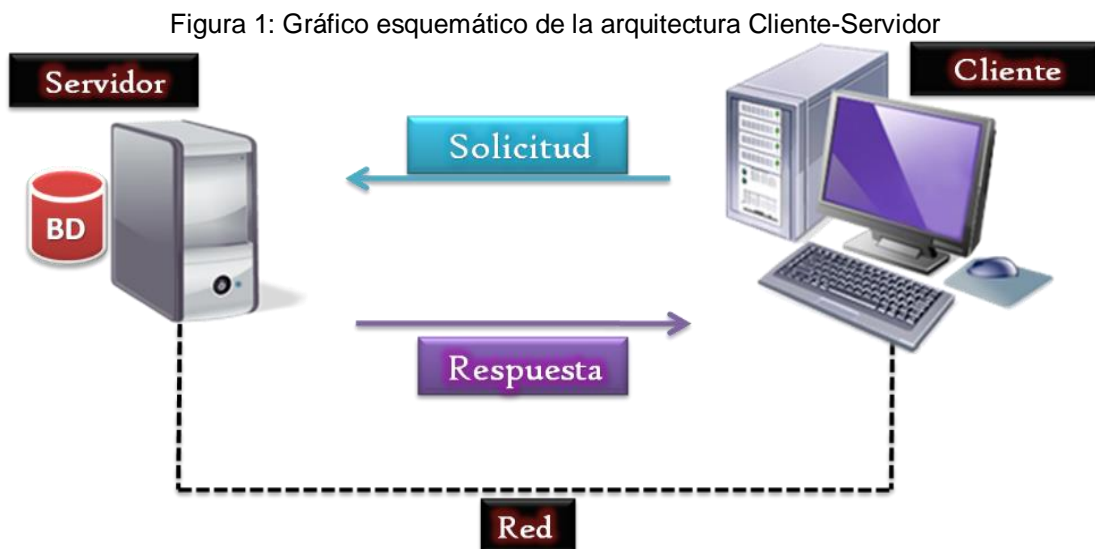 Figura 1: Gráfico esquemático de la arquitectura Cliente-Servidor
Servidor
Cliente
Solicitud
BD
Respuesta
Red